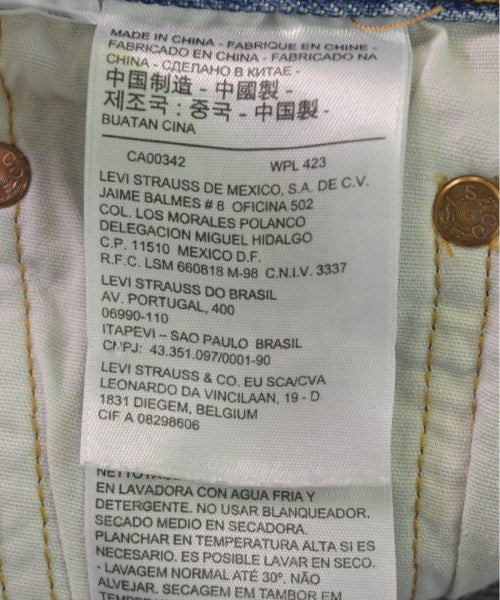 MADE IN CHINA - FABRIQUE EN CHINE -
FABRICADO EN CHINA - FABRICADO NA
CHINA - СДЕЛАНО В КИТАЕ -
中国制造 - 中國製 -
제조국 : 중국 - 中国製 -
BUATAN CINA
CA00342 WPL 423
LEVI STRAUSS DE MEXICO, S.A. DE C.V.
JAIME BALMES # 8 OFICINA 502
COL. LOS MORALES POLANCO
DELEGACION MIGUEL HIDALGO
C.P. 11510 MEXICO D.F.
R.F.C. LSM 660818 M-98 C.N.I.V. 3337
LEVI STRAUSS DO BRASIL
AV. PORTUGAL, 400
06990-110
ITAPEVI – SAO PAULO BRASIL
CNPJ: 43.351.097/0001-90
LEVI STRAUSS & CO. EU SCA/CVA
LEONORDO DA VINCILAAN, 19 - D
1831 DIEGEM, BELGIUM
CIF A 08298606
EN LAVADORA CON AGUA FRIA Y
DETERGENTE. NO USAR BLANQUEADOR.
SECADO MEDIO EN SECADORA.
PLANCHAR EN TEMPERATURA ALTA SI ES
NECESARIO. ES POSIBLE LAVAR EN SECO.
- LAVAGEM NORMAL ATÉ 30º. NÃO
ALVEJAR. SECAGEM EM TAMBOR EM